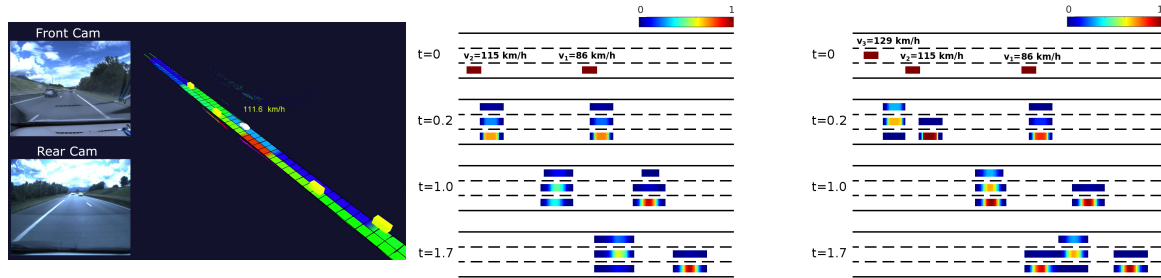 Front Cam
111.6 km/h
Rear Cam
0 1
t=0
v₂=115 km/h v₁=86 km/h
t=0.2
t=1.0
t=1.7
0 1
v₃=129 km/h
t=0
v₂=115 km/h v₁=86 km/h
t=0.2
t=1.0
t=1.7